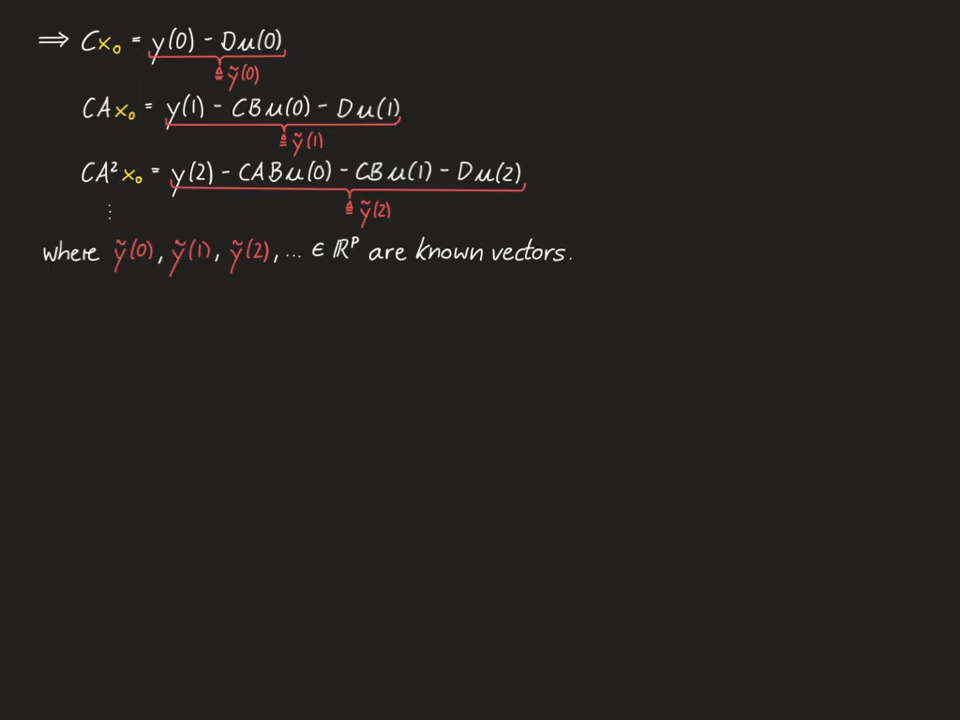 ⟹ Cx₀ = y(0) − Du(0)
≜ ỹ(0)
CAx₀ = y(1) − CBu(0) − Du(1)
≜ ỹ(1)
CA²x₀ = y(2) − CABu(0) − CBu(1) − Du(2)
≜ ỹ(2)
⋮
where ỹ(0), ỹ(1), ỹ(2), ... ∈ ℝᵖ are known vectors.